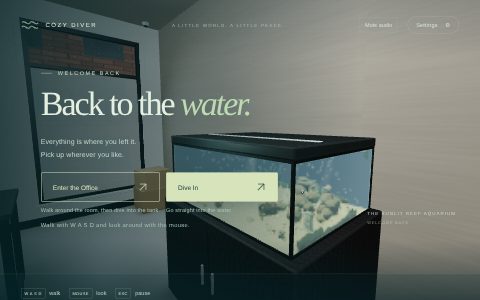 COZY DIVER
A LITTLE WORLD. A LITTLE PEACE.
Mute audio
Settings
WELCOME BACK
Back to the water.
Everything is where you left it.
Pick up wherever you like.
Enter the Office
Dive In
Walk around the room, then dive into the tank.
Go straight into the water.
Walk with W A S D and look around with the mouse.
THE SUNLIT REEF AQUARIUM
WELCOME BACK
W A S D walk MOUSE look ESC pause